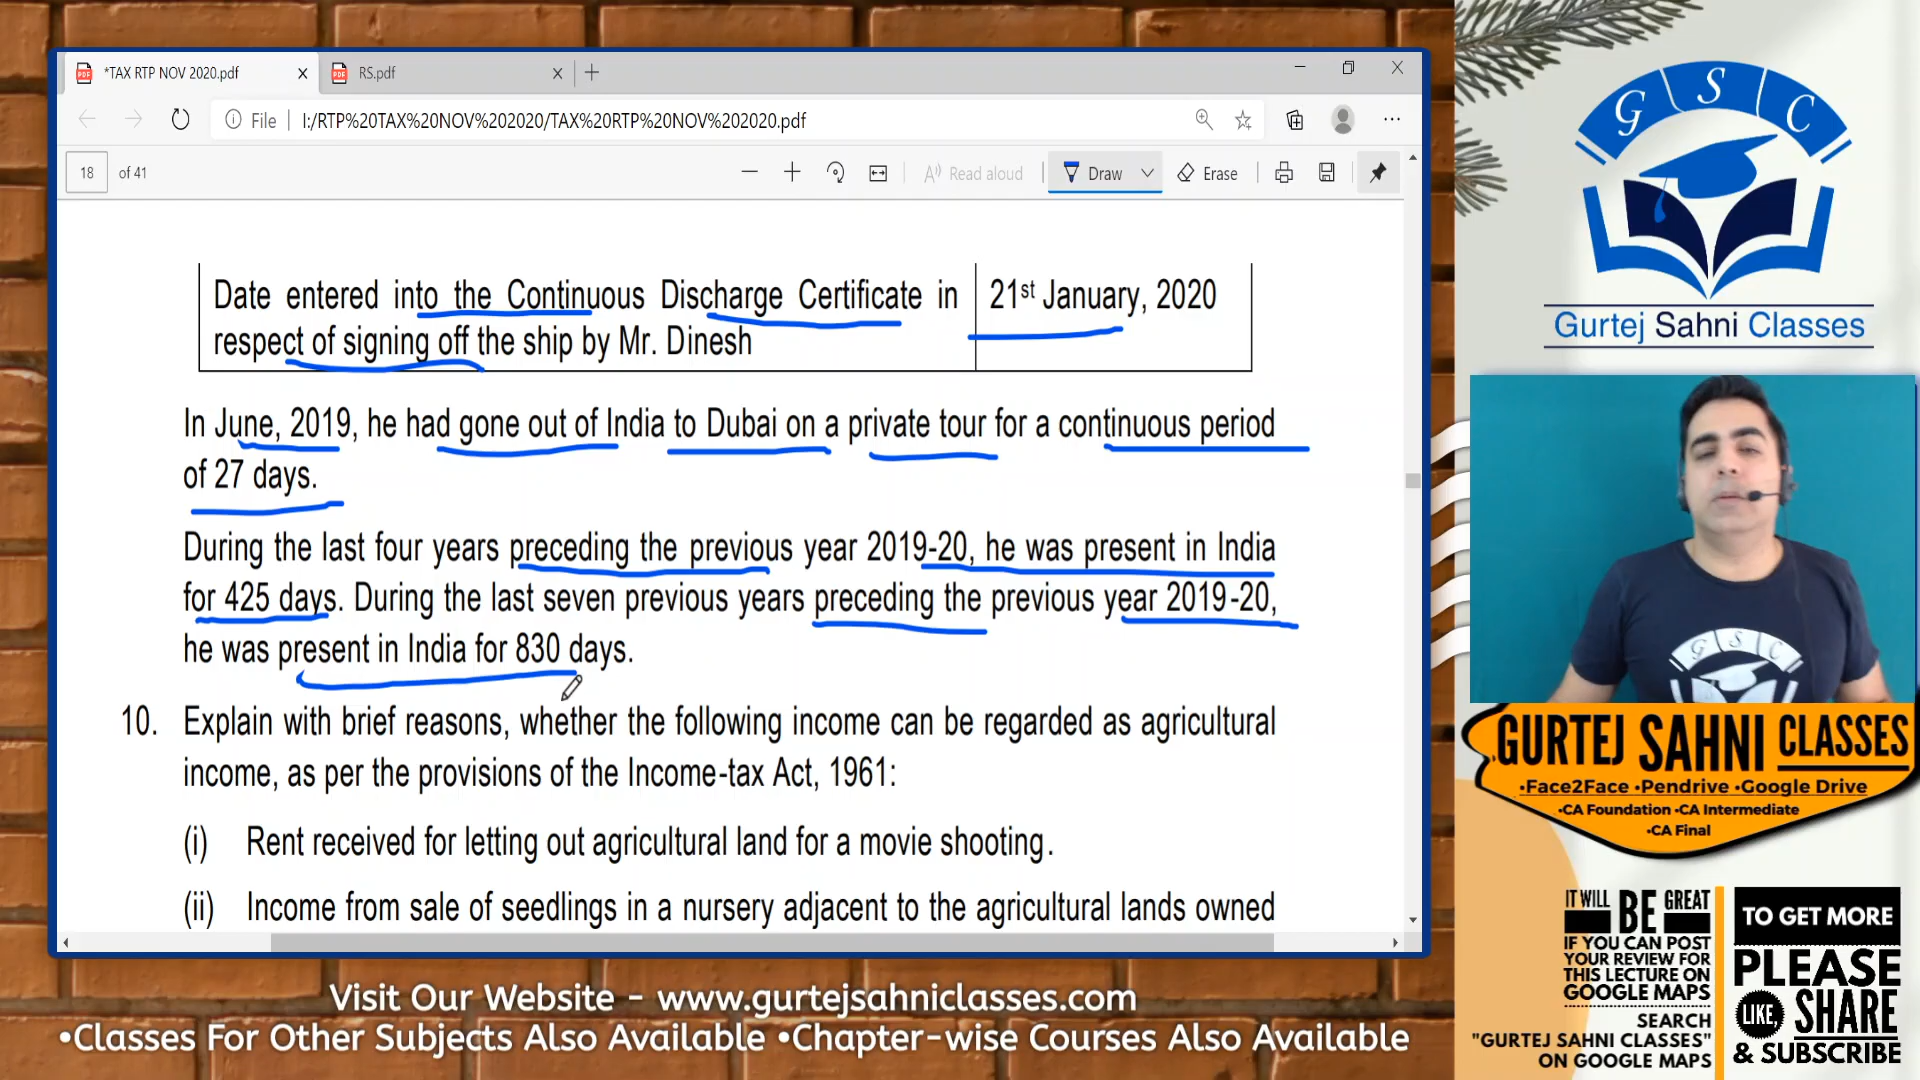 *TAX RTP NOV 2020.pdf
RS.pdf
File
I:/RTP%20TAX%20NOV%202020/TAX%20RTP%20NOV%202020.pdf
18 of 41
Read aloud
Draw
Erase
Date entered into the Continuous Discharge Certificate in
respect of signing off the ship by Mr. Dinesh
21st January, 2020
In June, 2019, he had gone out of India to Dubai on a private tour for a continuous period
of 27 days.
During the last four years preceding the previous year 2019-20, he was present in India
for 425 days. During the last seven previous years preceding the previous year 2019-20,
he was present in India for 830 days.
10. Explain with brief reasons, whether the following income can be regarded as agricultural
income, as per the provisions of the Income-tax Act, 1961:
(i) Rent received for letting out agricultural land for a movie shooting.
(ii) Income from sale of seedlings in a nursery adjacent to the agricultural lands owned
G S C
Gurtej Sahni Classes
G S C
GURTEJ SAHNI CLASSES
•Face2Face •Pendrive •Google Drive
•CA Foundation •CA Intermediate
•CA Final
IT WILL BE GREAT
IF YOU CAN POST
YOUR REVIEW FOR
THIS LECTURE ON
GOOGLE MAPS
SEARCH
"GURTEJ SAHNI CLASSES"
ON GOOGLE MAPS
TO GET MORE
PLEASE
LIKE, SHARE
& SUBSCRIBE
Visit Our Website - www.gurtejsahniclasses.com
•Classes For Other Subjects Also Available •Chapter-wise Courses Also Available